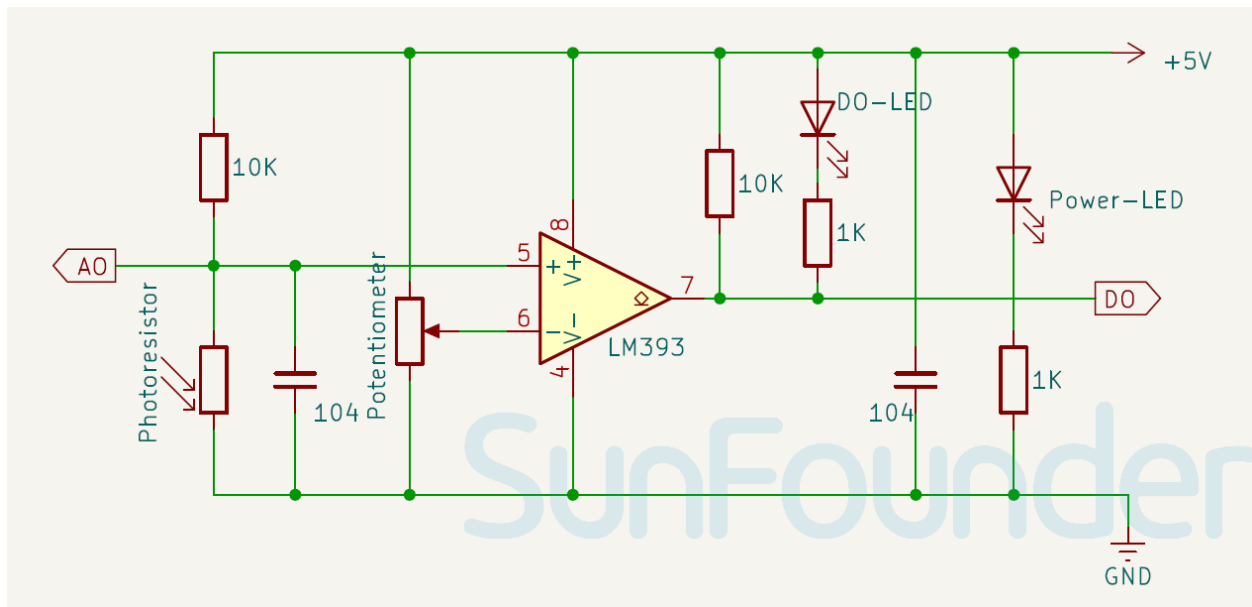 +5V
DO-LED
10K
10K
Power-LED
8
1K
5
+
V+
AO
7
DO
Potentiometer
6
-
V-
LM393
Photoresistor
4
1K
104
104
SunFounder
GND